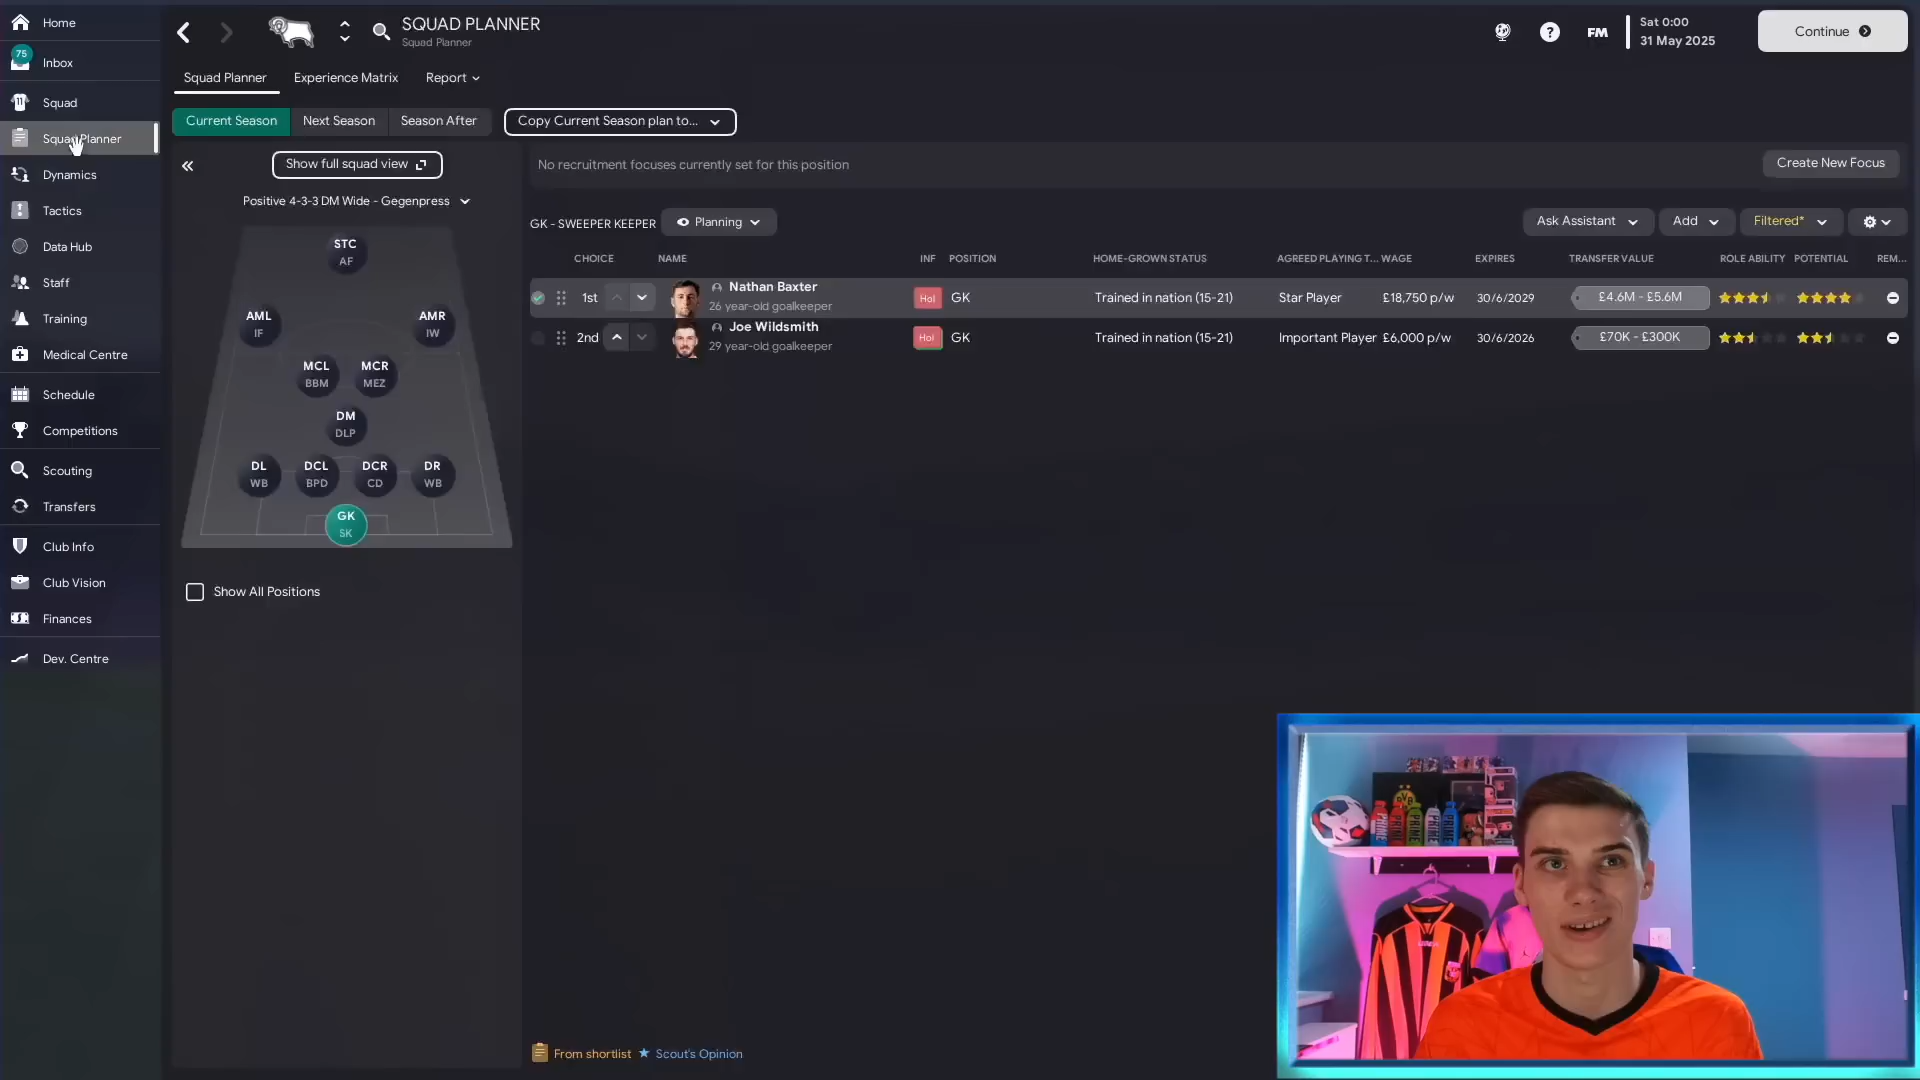 Home
75
Inbox
Squad
Squad Planner
Dynamics
Tactics
Data Hub
Staff
Training
Medical Centre
Schedule
Competitions
Scouting
Transfers
Club Info
Club Vision
Finances
Dev. Centre
SQUAD PLANNER
Squad Planner
FM
Sat 0:00
31 May 2025
Continue
Squad Planner Experience Matrix Report
Current Season Next Season Season After Copy Current Season plan to...
Show full squad view
Positive 4-3-3 DM Wide - Gegenpress
STC
AF
AML AMR
IF IW
MCL MCR
BBM MEZ
DM
DLP
DL DCL DCR DR
WB BPD CD WB
GK
SK
Show All Positions
No recruitment focuses currently set for this position Create New Focus
GK - SWEEPER KEEPER Planning Ask Assistant Add Filtered*
CHOICE NAME INF POSITION HOME-GROWN STATUS AGREED PLAYING T... WAGE EXPIRES TRANSFER VALUE ROLE ABILITY POTENTIAL REM...
1st Nathan Baxter Hol GK Trained in nation (15-21) Star Player £18,750 p/w 30/6/2029 £4.6M - £5.6M
26 year-old goalkeeper
2nd Joe Wildsmith Hol GK Trained in nation (15-21) Important Player £6,000 p/w 30/6/2026 £70K - £300K
29 year-old goalkeeper
PRIME PRIME PRIME PRIME PRIME
From shortlist Scout's Opinion